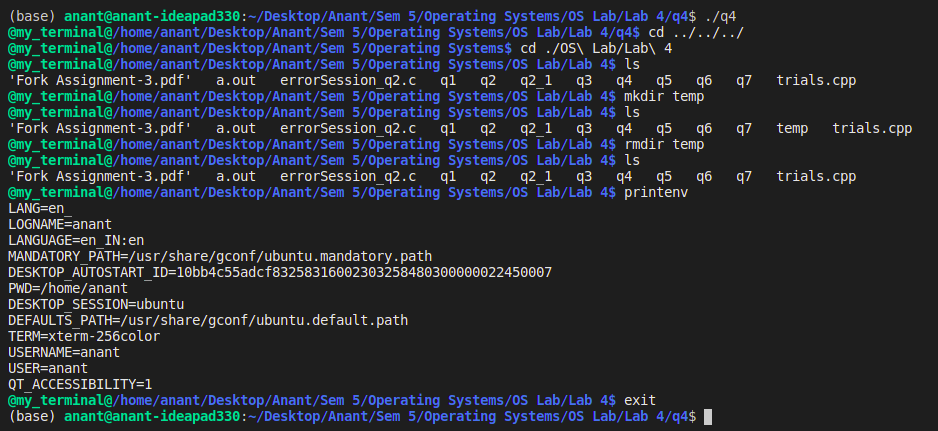 (base) anant@anant-ideapad330:~/Desktop/Anant/Sem 5/Operating Systems/OS Lab/Lab 4/q4$ ./q4
@my_terminal@/home/anant/Desktop/Anant/Sem 5/Operating Systems/OS Lab/Lab 4/q4$ cd ../../../
@my_terminal@/home/anant/Desktop/Anant/Sem 5/Operating Systems$ cd ./OS\ Lab/Lab\ 4
@my_terminal@/home/anant/Desktop/Anant/Sem 5/Operating Systems/OS Lab/Lab 4$ ls
'Fork Assignment-3.pdf'   a.out   errorSession_q2.c   q1   q2   q2_1   q3   q4   q5   q6   q7   trials.cpp
@my_terminal@/home/anant/Desktop/Anant/Sem 5/Operating Systems/OS Lab/Lab 4$ mkdir temp
@my_terminal@/home/anant/Desktop/Anant/Sem 5/Operating Systems/OS Lab/Lab 4$ ls
'Fork Assignment-3.pdf'   a.out   errorSession_q2.c   q1   q2   q2_1   q3   q4   q5   q6   q7   temp   trials.cpp
@my_terminal@/home/anant/Desktop/Anant/Sem 5/Operating Systems/OS Lab/Lab 4$ rmdir temp
@my_terminal@/home/anant/Desktop/Anant/Sem 5/Operating Systems/OS Lab/Lab 4$ ls
'Fork Assignment-3.pdf'   a.out   errorSession_q2.c   q1   q2   q2_1   q3   q4   q5   q6   q7   trials.cpp
@my_terminal@/home/anant/Desktop/Anant/Sem 5/Operating Systems/OS Lab/Lab 4$ printenv
LANG=en_
LOGNAME=anant
LANGUAGE=en_IN:en
MANDATORY_PATH=/usr/share/gconf/ubuntu.mandatory.path
DESKTOP_AUTOSTART_ID=10bb4c55adcf832583160023032584803000000022450007
PWD=/home/anant
DESKTOP_SESSION=ubuntu
DEFAULTS_PATH=/usr/share/gconf/ubuntu.default.path
TERM=xterm-256color
USERNAME=anant
USER=anant
QT_ACCESSIBILITY=1
@my_terminal@/home/anant/Desktop/Anant/Sem 5/Operating Systems/OS Lab/Lab 4$ exit
(base) anant@anant-ideapad330:~/Desktop/Anant/Sem 5/Operating Systems/OS Lab/Lab 4/q4$